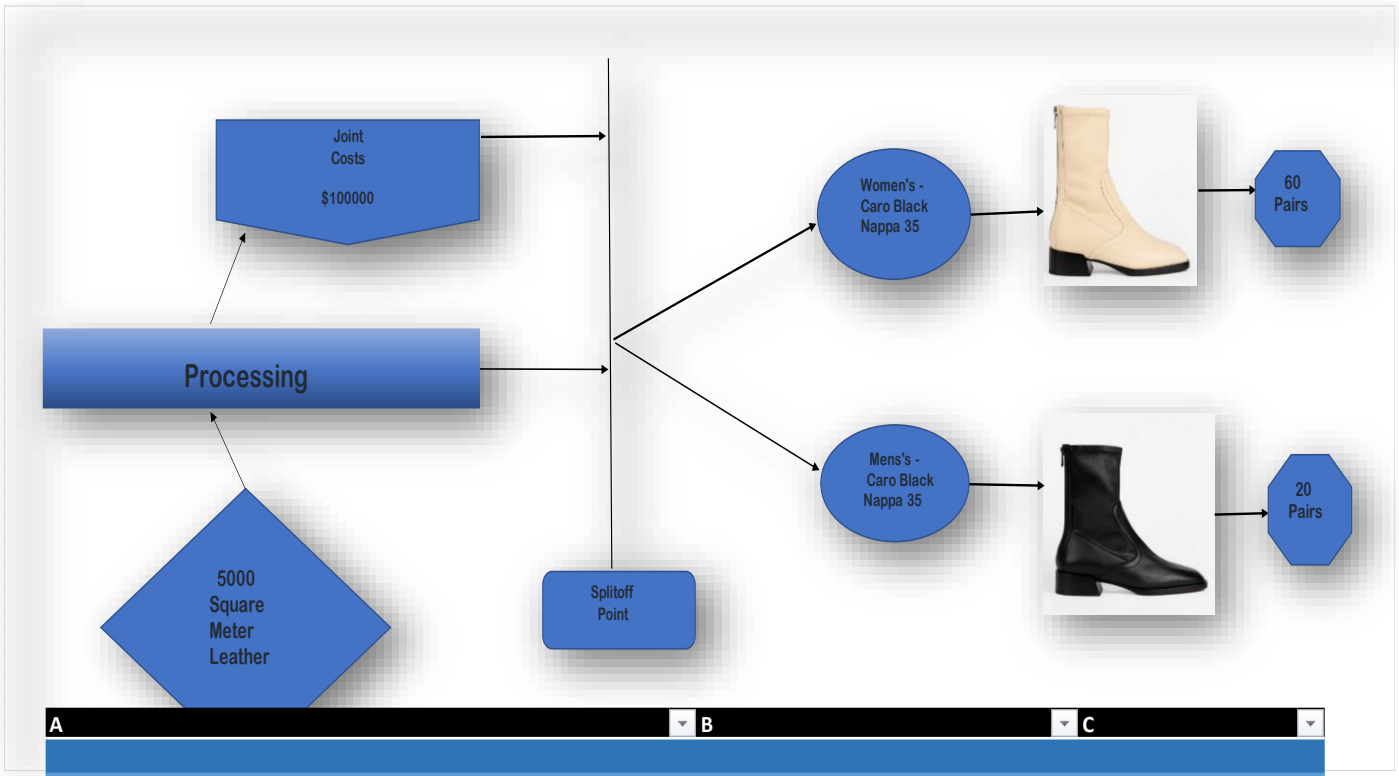 Joint
Costs
$100000
Processing
5000
Square
Meter
Leather
Splitoff
Point
Women's -
Caro Black
Nappa 35
60
Pairs
Mens's -
Caro Black
Nappa 35
20
Pairs
A B C